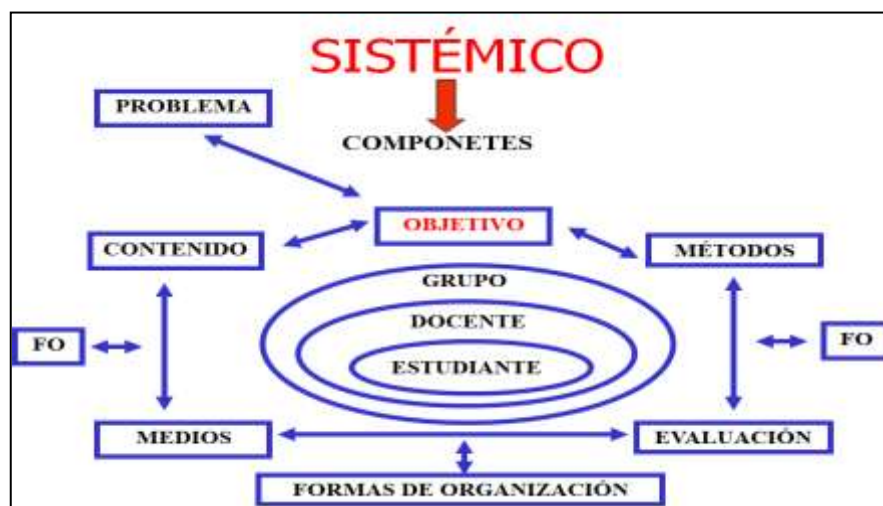 SISTÉMICO
PROBLEMA
COMPONETES
OBJETIVO
CONTENIDO
MÉTODOS
GRUPO
DOCENTE
FO
FO
ESTUDIANTE
MEDIOS
EVALUACIÓN
FORMAS DE ORGANIZACIÓN